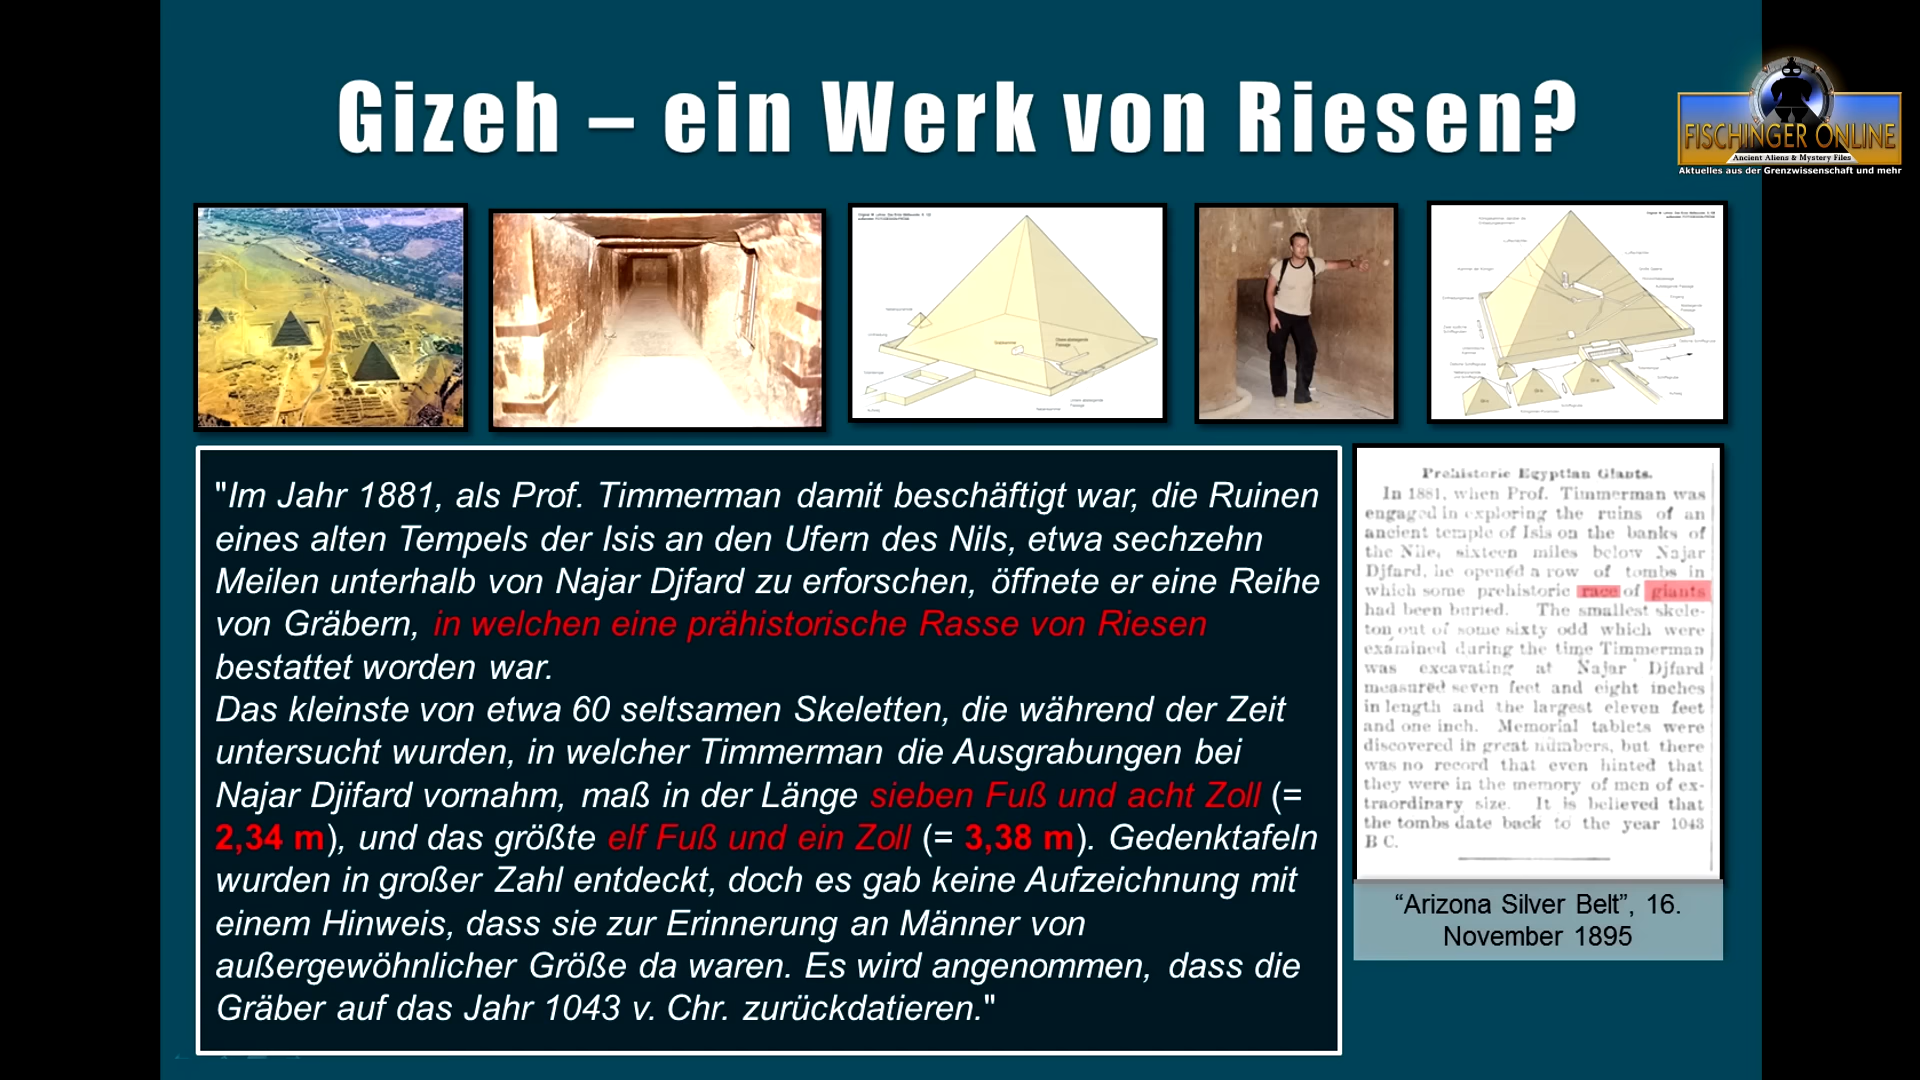 Gizeh – ein Werk von Riesen?
FISCHINGER ONLINE
Ancient Aliens & Mystery Files
Aktuelles aus der Grenzwissenschaft und mehr
"Im Jahr 1881, als Prof. Timmerman damit beschäftigt war, die Ruinen
eines alten Tempels der Isis an den Ufern des Nils, etwa sechzehn
Meilen unterhalb von Najar Djfard zu erforschen, öffnete er eine Reihe
von Gräbern, in welchen eine prähistorische Rasse von Riesen
bestattet worden war.
Das kleinste von etwa 60 seltsamen Skeletten, die während der Zeit
untersucht wurden, in welcher Timmerman die Ausgrabungen bei
Najar Djifard vornahm, maß in der Länge sieben Fuß und acht Zoll (=
2,34 m), und das größte elf Fuß und ein Zoll (= 3,38 m). Gedenktafeln
wurden in großer Zahl entdeckt, doch es gab keine Aufzeichnung mit
einem Hinweis, dass sie zur Erinnerung an Männer von
außergewöhnlicher Größe da waren. Es wird angenommen, dass die
Gräber auf das Jahr 1043 v. Chr. zurückdatieren."
Prehistoric Egyptian Giants.
In 1881, when Prof. Timmerman was
engaged in exploring the ruins of an
ancient temple of Isis on the banks of
the Nile, sixteen miles below Najar
Djfard, he opened a row of tombs in
which some prehistoric race of giants
had been buried. The smallest skele-
ton out of some sixty odd which were
examined during the time Timmerman
was excavating at Najar Djfard
measured seven feet and eight inches
in length and the largest eleven feet
and one inch. Memorial tablets were
discovered in great numbers, but there
was no record that even hinted that
they were in the memory of men of ex-
traordinary size. It is believed that
the tombs date back to the year 1043
B C.
“Arizona Silver Belt”, 16.
November 1895